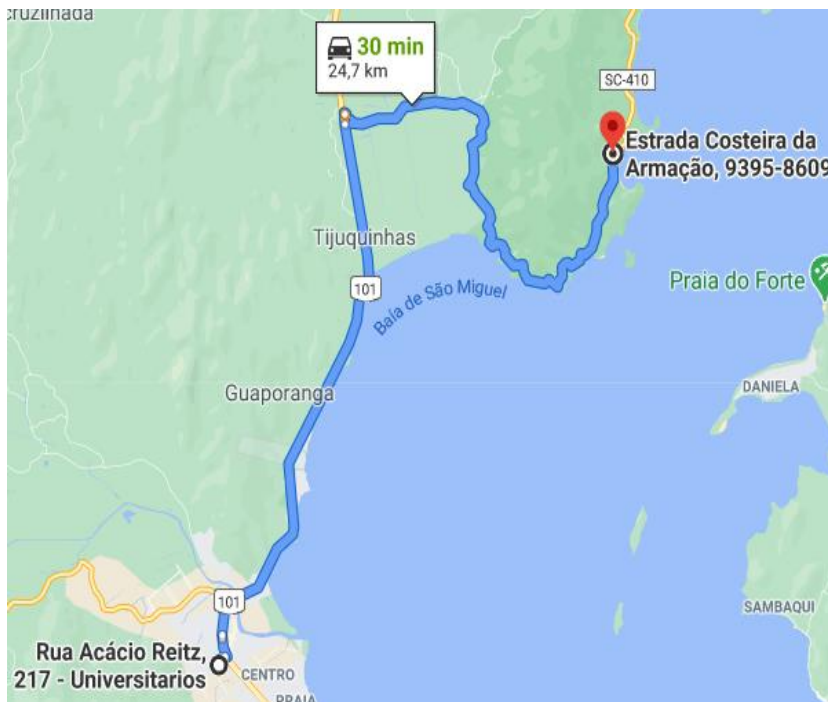 cruzilhada
30 min
24,7 km
SC-410
Estrada Costeira da
Armação, 9395-8609
Tijuquinhas
101
Baía de São Miguel
Praia do Forte
Guaporanga
DANIELA
101
SAMBAQUI
Rua Acácio Reitz,
217 - Universitarios
CENTRO
PRAIA